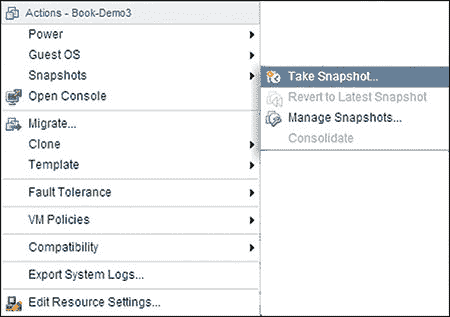 Actions - Book-Demo3
Power
Guest OS
Snapshots
Take Snapshot...
Revert to Latest Snapshot
Manage Snapshots...
Consolidate
Open Console
Migrate...
Clone
Template
Fault Tolerance
VM Policies
Compatibility
Export System Logs...
Edit Resource Settings...